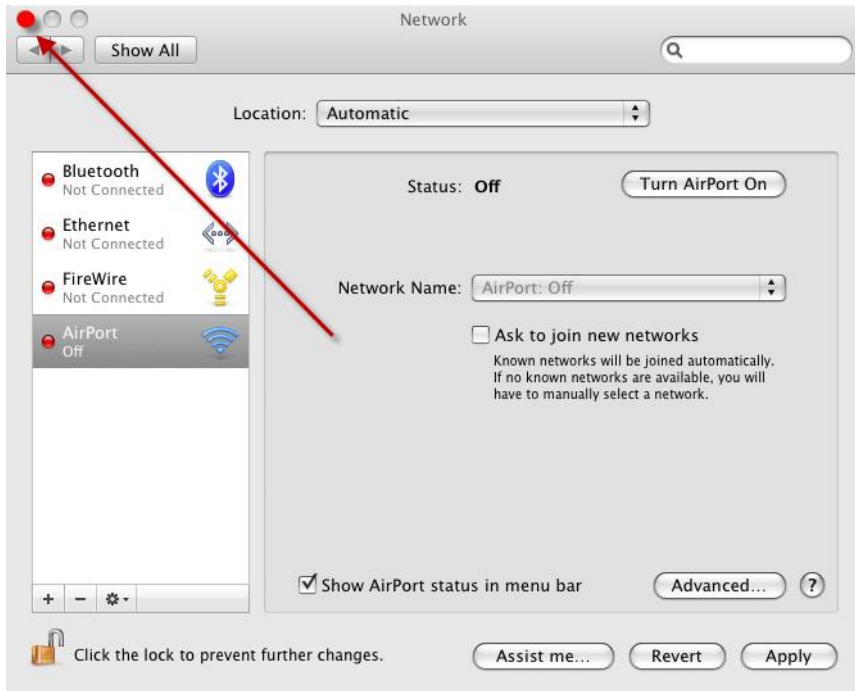 Network
Show All
Location: Automatic
Bluetooth
Not Connected
Ethernet
Not Connected
FireWire
Not Connected
AirPort
Off
Status: Off
Turn AirPort On
Network Name: AirPort: Off
Ask to join new networks
Known networks will be joined automatically.
If no known networks are available, you will
have to manually select a network.
Show AirPort status in menu bar
Advanced...
?
Click the lock to prevent further changes.
Assist me...
Revert
Apply